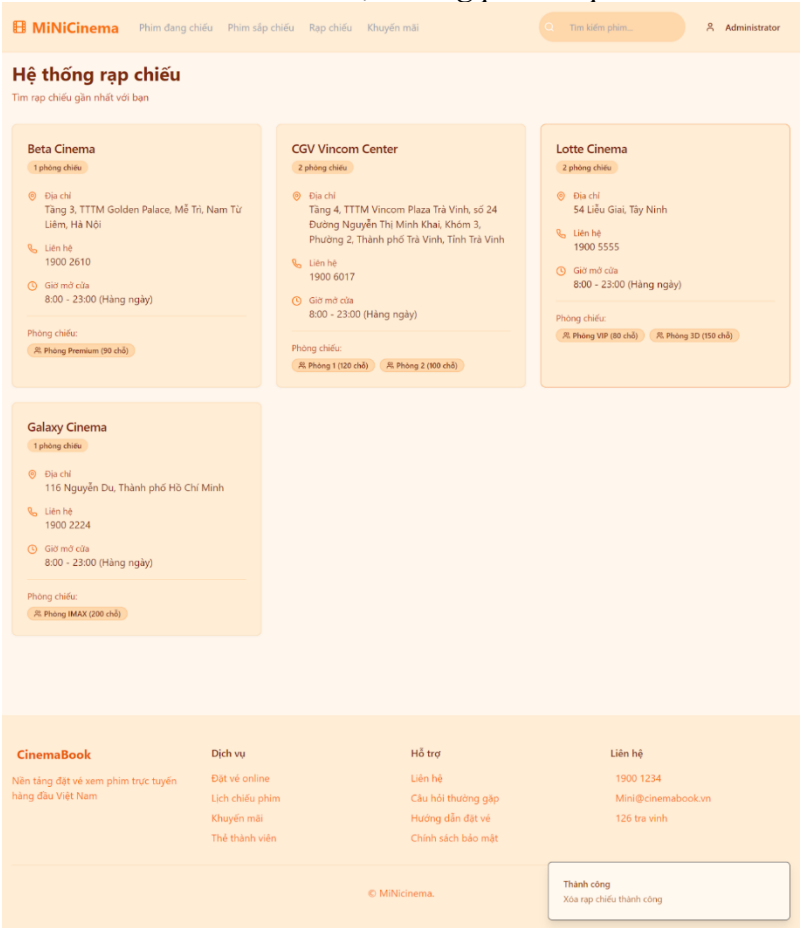 MiNiCinema Phim đang chiếu Phim sắp chiếu Rạp chiếu Khuyến mãi Tìm kiếm phim... Administrator
Hệ thống rạp chiếu
Tìm rạp chiếu gần nhất với bạn
Beta Cinema
1 phòng chiếu
Địa chỉ
Tầng 3, TTTM Golden Palace, Mễ Trì, Nam Từ
Liêm, Hà Nội
Liên hệ
1900 2610
Giờ mở cửa
8:00 - 23:00 (Hàng ngày)
Phòng chiếu:
Phòng Premium (90 chỗ)
CGV Vincom Center
2 phòng chiếu
Địa chỉ
Tầng 4, TTTM Vincom Plaza Trà Vinh, số 24
Đường Nguyễn Thị Minh Khai, Khóm 3,
Phường 2, Thành phố Trà Vinh, Tỉnh Trà Vinh
Liên hệ
1900 6017
Giờ mở cửa
8:00 - 23:00 (Hàng ngày)
Phòng chiếu:
Phòng 1 (120 chỗ) Phòng 2 (100 chỗ)
Lotte Cinema
2 phòng chiếu
Địa chỉ
54 Liễu Giai, Tây Ninh
Liên hệ
1900 5555
Giờ mở cửa
8:00 - 23:00 (Hàng ngày)
Phòng chiếu:
Phòng VIP (80 chỗ) Phòng 3D (150 chỗ)
Galaxy Cinema
1 phòng chiếu
Địa chỉ
116 Nguyễn Du, Thành phố Hồ Chí Minh
Liên hệ
1900 2224
Giờ mở cửa
8:00 - 23:00 (Hàng ngày)
Phòng chiếu:
Phòng IMAX (200 chỗ)
CinemaBook
Nền tảng đặt vé xem phim trực tuyến
hàng đầu Việt Nam
Dịch vụ
Đặt vé online
Lịch chiếu phim
Khuyến mãi
Thẻ thành viên
Hỗ trợ
Liên hệ
Câu hỏi thường gặp
Hướng dẫn đặt vé
Chính sách bảo mật
Liên hệ
1900 1234
Mini@cinemabook.vn
126 tra vinh
© MiNicinema.
Thành công
Xóa rạp chiếu thành công